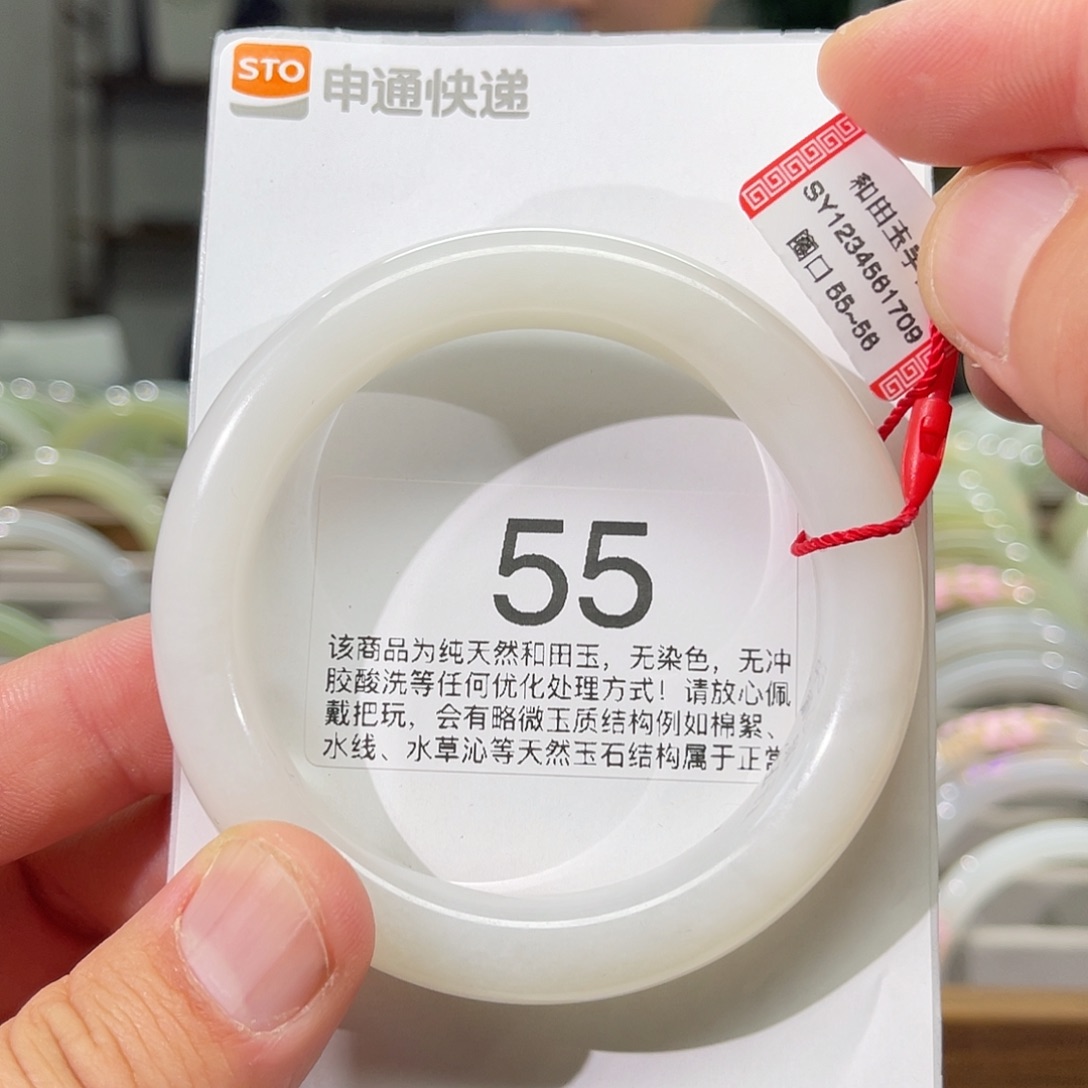 STO 申通快递
和田玉手
SY1234561709
圈口 55~56
55
该商品为纯天然和田玉，无染色，无冲
胶酸洗等任何优化处理方式！请放心佩
戴把玩，会有略微玉质结构例如棉絮、
水线、水草沁等天然玉石结构属于正常